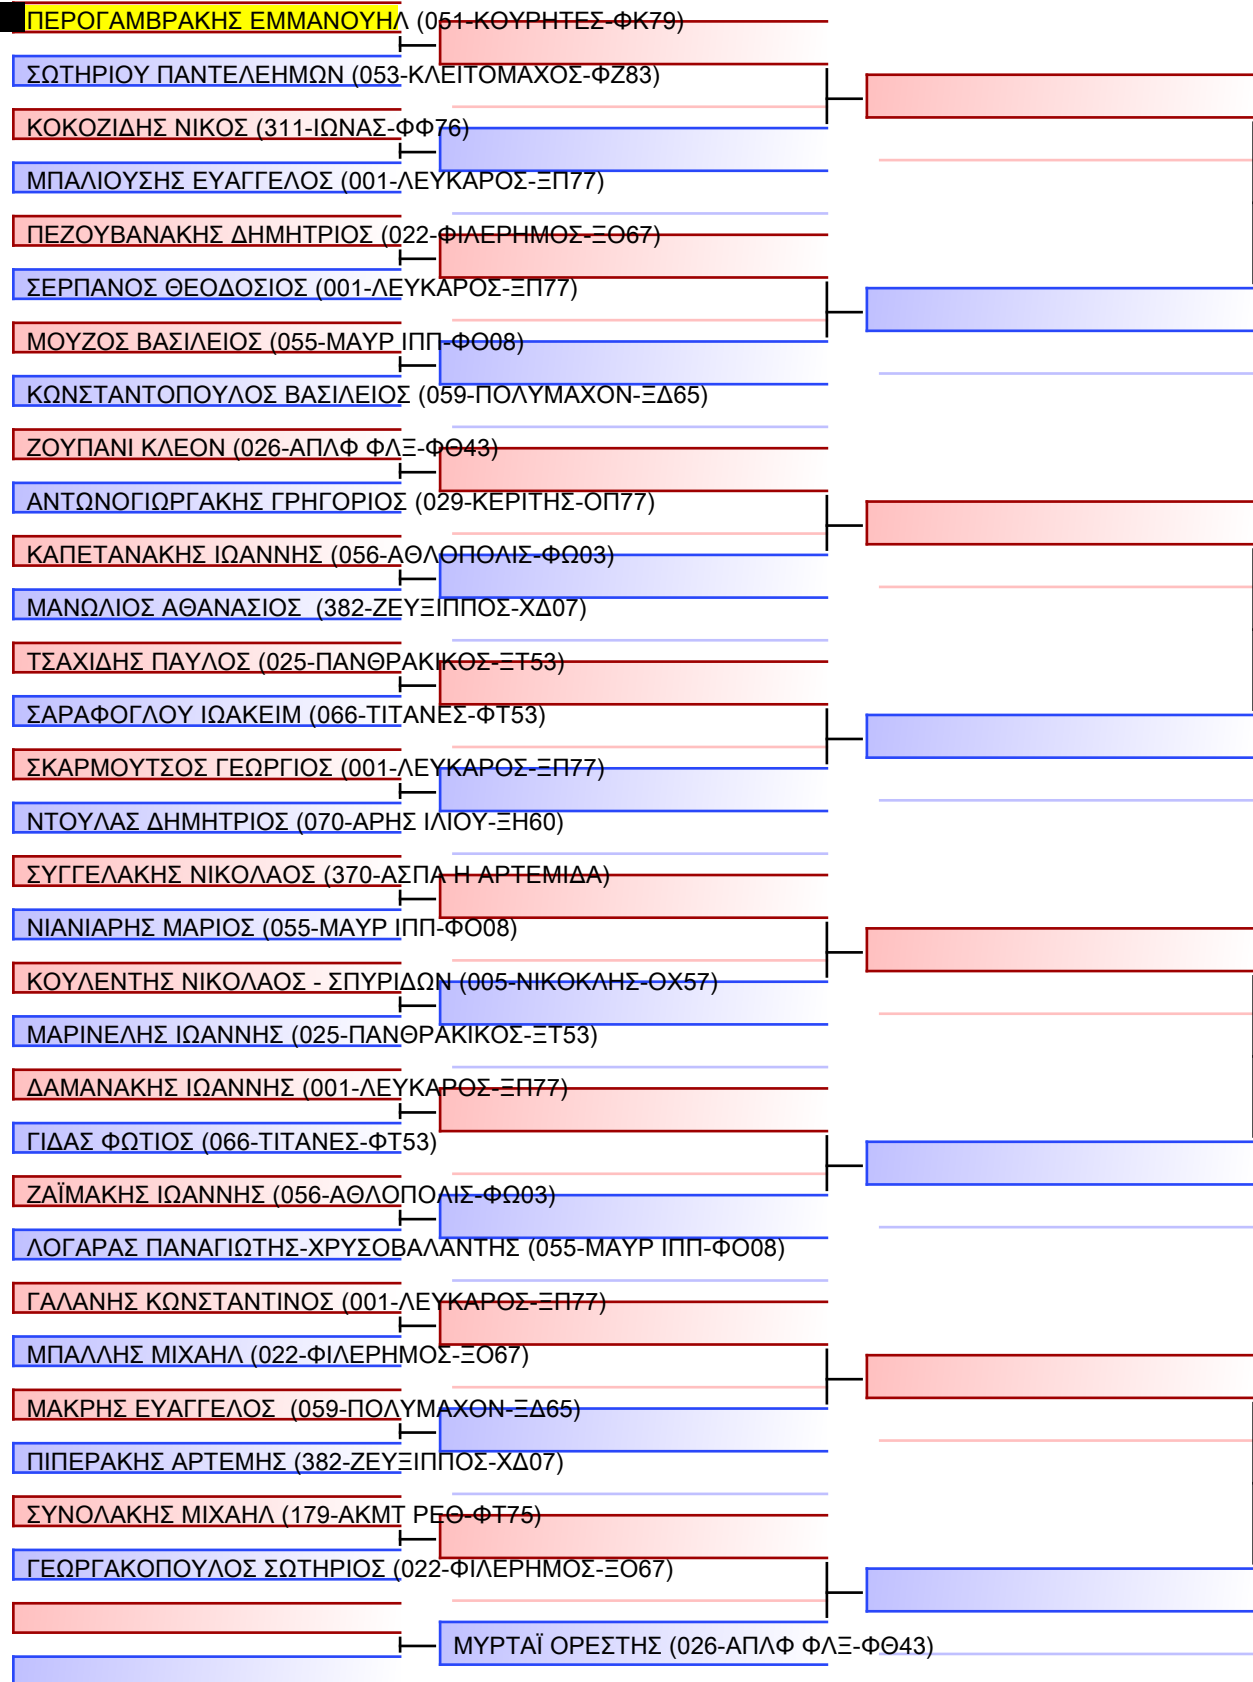 ΠΕΡΟΓΑΜΒΡΑΚΗΣ ΕΜΜΑΝΟΥΗΛ (051-ΚΟΥΡΗΤΕΣ-ΦΚ79)
ΣΩΤΗΡΙΟΥ ΠΑΝΤΕΛΕΗΜΩΝ (053-ΚΛΕΙΤΟΜΑΧΟΣ-ΦΖ83)
ΚΟΚΟΖΙΔΗΣ ΝΙΚΟΣ (311-ΙΩΝΑΣ-ΦΦ76)
ΜΠΑΛΙΟΥΣΗΣ ΕΥΑΓΓΕΛΟΣ (001-ΛΕΥΚΑΡΟΣ-ΞΠ77)
ΠΕΖΟΥΒΑΝΑΚΗΣ ΔΗΜΗΤΡΙΟΣ (022-ΦΙΛΕΡΗΜΟΣ-ΞΟ67)
ΣΕΡΠΑΝΟΣ ΘΕΟΔΟΣΙΟΣ (001-ΛΕΥΚΑΡΟΣ-ΞΠ77)
ΜΟΥΖΟΣ ΒΑΣΙΛΕΙΟΣ (055-ΜΑΥΡ ΙΠΠ-ΦΟ08)
ΚΩΝΣΤΑΝΤΟΠΟΥΛΟΣ ΒΑΣΙΛΕΙΟΣ (059-ΠΟΛΥΜΑΧΟΝ-ΞΔ65)
ΖΟΥΠΑΝΙ ΚΛΕΟΝ (026-ΑΠΛΦ ΦΛΞ-ΦΘ43)
ΑΝΤΩΝΟΓΙΩΡΓΑΚΗΣ ΓΡΗΓΟΡΙΟΣ (029-ΚΕΡΙΤΗΣ-ΟΠ77)
ΚΑΠΕΤΑΝΑΚΗΣ ΙΩΑΝΝΗΣ (056-ΑΘΛΟΠΟΛΙΣ-ΦΩ03)
ΜΑΝΩΛΙΟΣ ΑΘΑΝΑΣΙΟΣ  (382-ΖΕΥΞΙΠΠΟΣ-ΧΔ07)
ΤΣΑΧΙΔΗΣ ΠΑΥΛΟΣ (025-ΠΑΝΘΡΑΚΙΚΟΣ-ΞΤ53)
ΣΑΡΑΦΟΓΛΟΥ ΙΩΑΚΕΙΜ (066-ΤΙΤΑΝΕΣ-ΦΤ53)
ΣΚΑΡΜΟΥΤΣΟΣ ΓΕΩΡΓΙΟΣ (001-ΛΕΥΚΑΡΟΣ-ΞΠ77)
ΝΤΟΥΛΑΣ ΔΗΜΗΤΡΙΟΣ (070-ΑΡΗΣ ΙΛΙΟΥ-ΞΗ60)
ΣΥΓΓΕΛΑΚΗΣ ΝΙΚΟΛΑΟΣ (370-ΑΣΠΑ Η ΑΡΤΕΜΙΔΑ)
ΝΙΑΝΙΑΡΗΣ ΜΑΡΙΟΣ (055-ΜΑΥΡ ΙΠΠ-ΦΟ08)
ΚΟΥΛΕΝΤΗΣ ΝΙΚΟΛΑΟΣ - ΣΠΥΡΙΔΩΝ (005-ΝΙΚΟΚΛΗΣ-ΟΧ57)
ΜΑΡΙΝΕΛΗΣ ΙΩΑΝΝΗΣ (025-ΠΑΝΘΡΑΚΙΚΟΣ-ΞΤ53)
ΔΑΜΑΝΑΚΗΣ ΙΩΑΝΝΗΣ (001-ΛΕΥΚΑΡΟΣ-ΞΠ77)
ΓΙΔΑΣ ΦΩΤΙΟΣ (066-ΤΙΤΑΝΕΣ-ΦΤ53)
ΖΑΪΜΑΚΗΣ ΙΩΑΝΝΗΣ (056-ΑΘΛΟΠΟΛΙΣ-ΦΩ03)
ΛΟΓΑΡΑΣ ΠΑΝΑΓΙΩΤΗΣ-ΧΡΥΣΟΒΑΛΑΝΤΗΣ (055-ΜΑΥΡ ΙΠΠ-ΦΟ08)
ΓΑΛΑΝΗΣ ΚΩΝΣΤΑΝΤΙΝΟΣ (001-ΛΕΥΚΑΡΟΣ-ΞΠ77)
ΜΠΑΛΛΗΣ ΜΙΧΑΗΛ (022-ΦΙΛΕΡΗΜΟΣ-ΞΟ67)
ΜΑΚΡΗΣ ΕΥΑΓΓΕΛΟΣ  (059-ΠΟΛΥΜΑΧΟΝ-ΞΔ65)
ΠΙΠΕΡΑΚΗΣ ΑΡΤΕΜΗΣ (382-ΖΕΥΞΙΠΠΟΣ-ΧΔ07)
ΣΥΝΟΛΑΚΗΣ ΜΙΧΑΗΛ (179-ΑΚΜΤ ΡΕΘ-ΦΤ75)
ΓΕΩΡΓΑΚΟΠΟΥΛΟΣ ΣΩΤΗΡΙΟΣ (022-ΦΙΛΕΡΗΜΟΣ-ΞΟ67)
ΜΥΡΤΑΪ ΟΡΕΣΤΗΣ (026-ΑΠΛΦ ΦΛΞ-ΦΘ43)